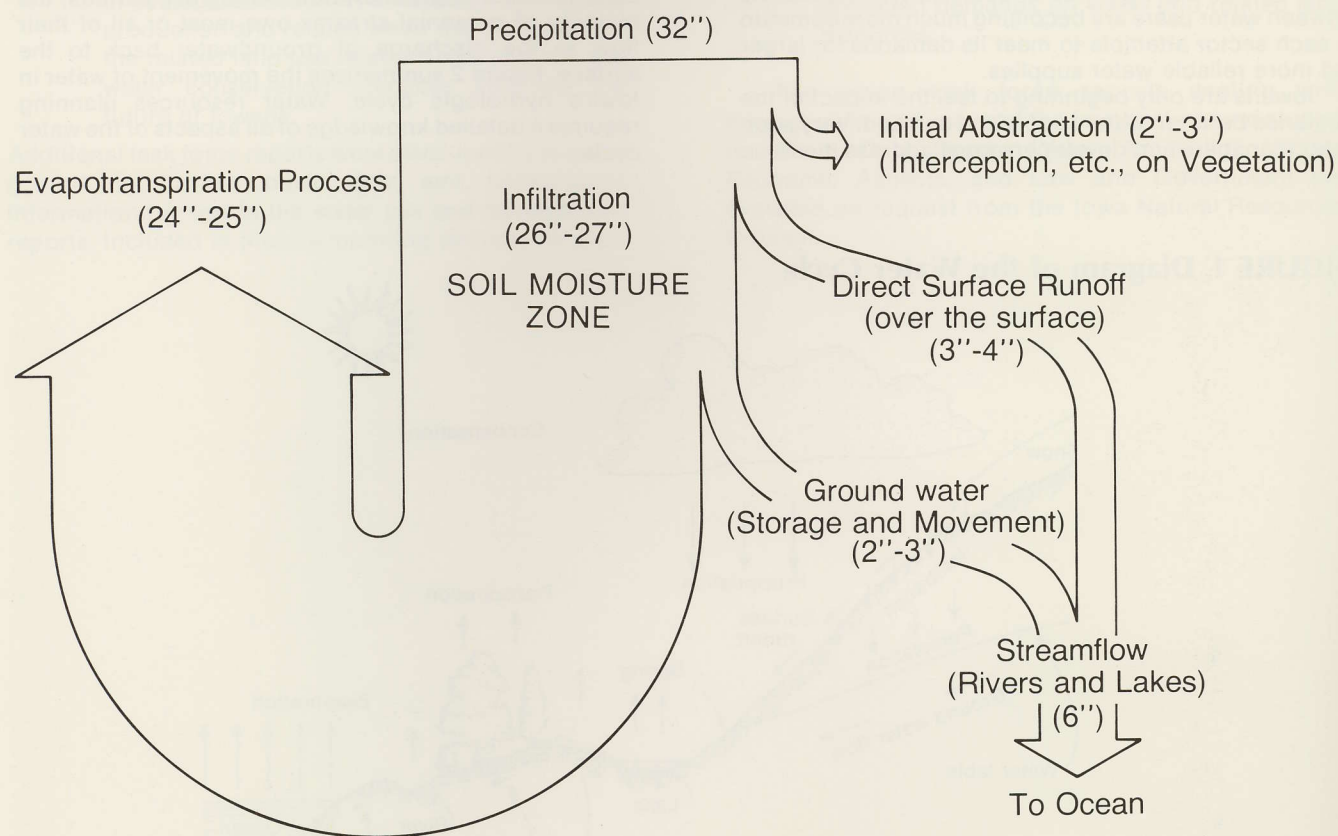 Precipitation (32'')
Initial Abstraction (2''-3'')
(Interception, etc., on Vegetation)
Evapotranspiration Process
(24''-25'')
Infiltration
(26''-27'')
SOIL MOISTURE
ZONE
Direct Surface Runoff
(over the surface)
(3''-4'')
Ground water
(Storage and Movement)
(2''-3'')
Streamflow
(Rivers and Lakes)
(6'')
To Ocean